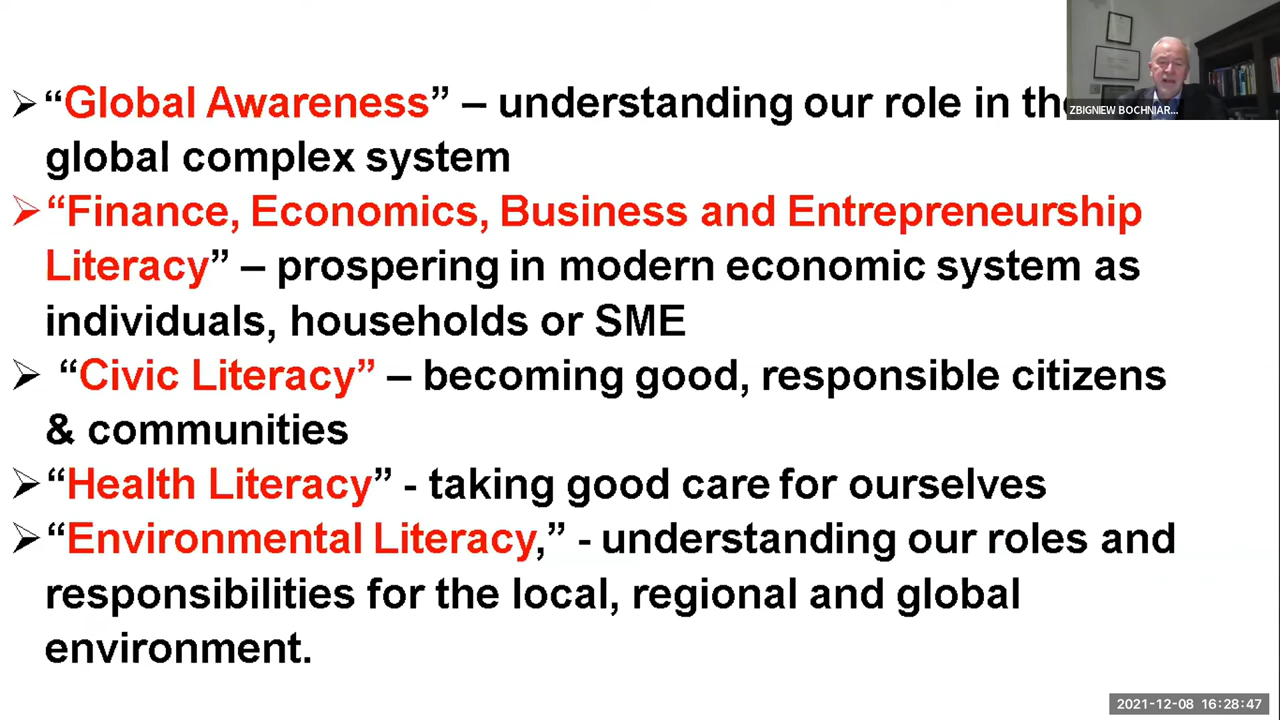 ➢ “Global Awareness” – understanding our role in the
global complex system
➢ “Finance, Economics, Business and Entrepreneurship
Literacy” – prospering in modern economic system as
individuals, households or SME
➢ “Civic Literacy” – becoming good, responsible citizens
& communities
➢ “Health Literacy” - taking good care for ourselves
➢ “Environmental Literacy,” - understanding our roles and
responsibilities for the local, regional and global
environment.
ZBIGNIEW BOCHNIAR...
2021-12-08 16:28:47